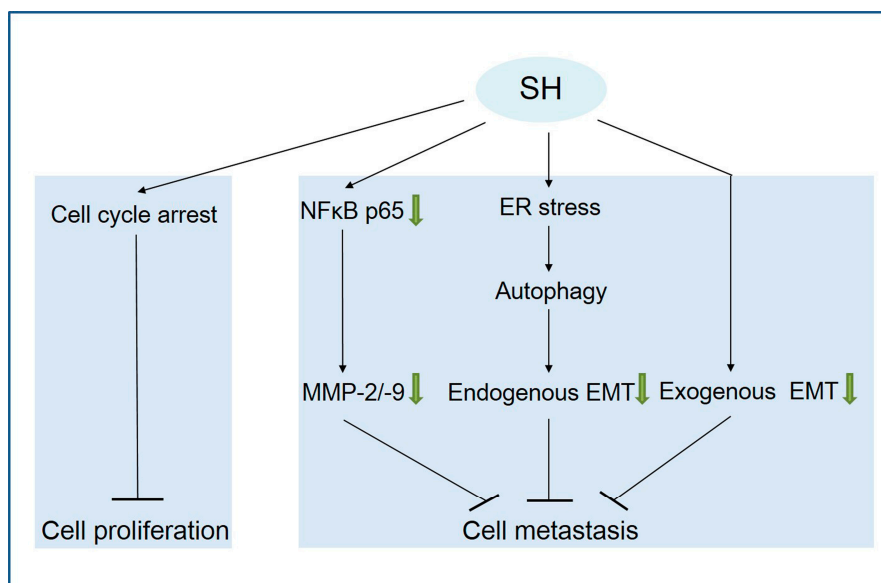 SH
Cell cycle arrest
NFκB p65
ER stress
Autophagy
MMP-2/-9
Endogenous EMT
Exogenous EMT
Cell proliferation
Cell metastasis